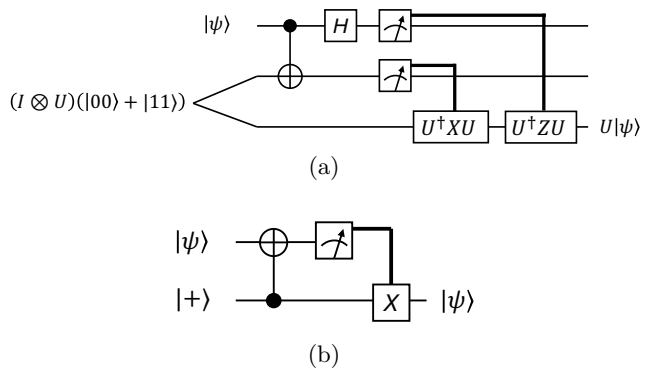 |ψ⟩ H
(I ⊗ U)(|00⟩ + |11⟩)
U†XU U†ZU U|ψ⟩
(a)
|ψ⟩
|+⟩ X |ψ⟩
(b)